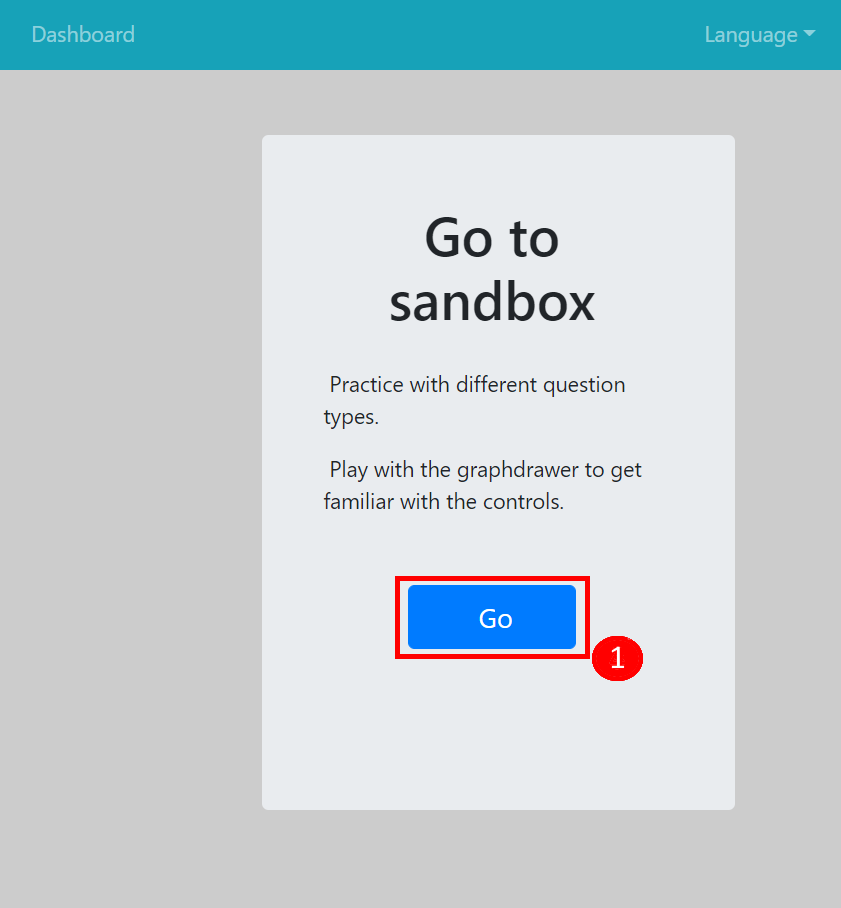 Dashboard
Language
Go to
sandbox
Practice with different question
types.
Play with the graphdrawer to get
familiar with the controls.
Go
1